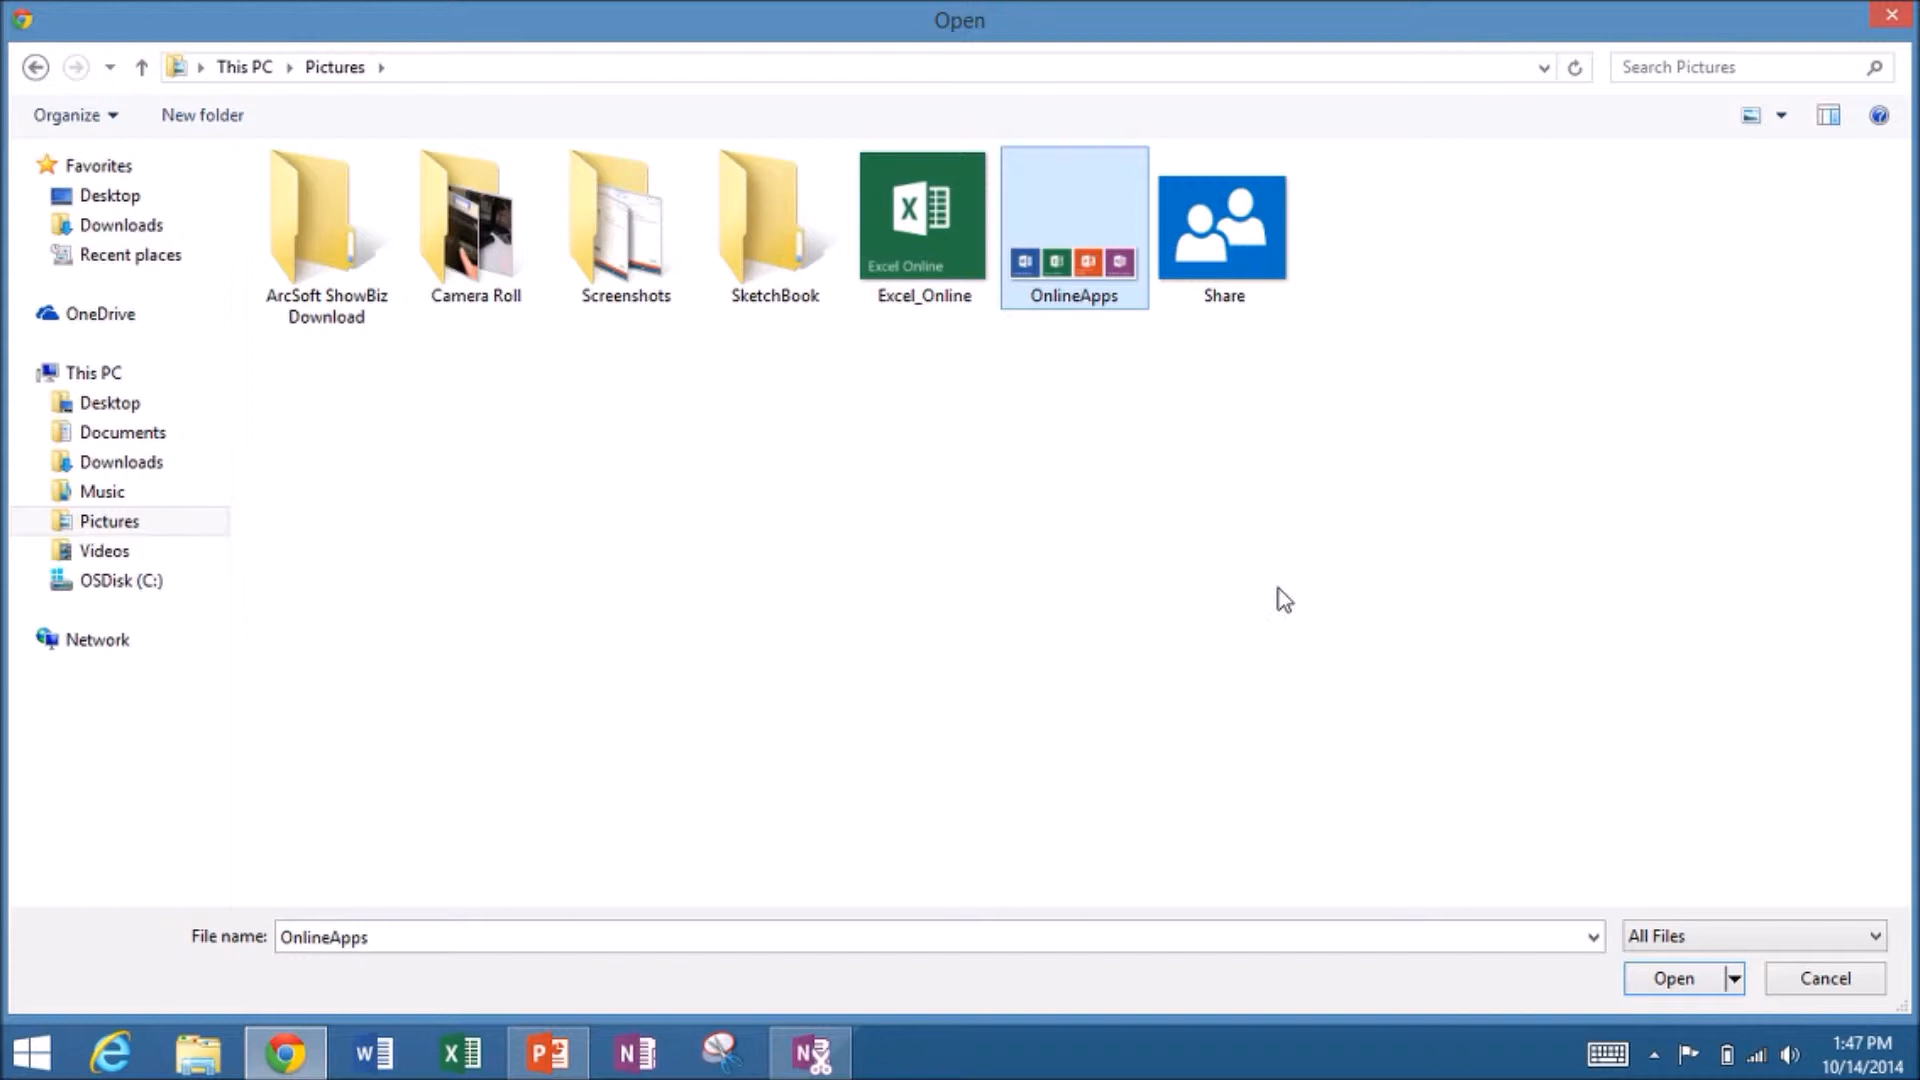 Open
This PC
Pictures
Search Pictures
Organize
New folder
Favorites
Desktop
Downloads
Recent places
OneDrive
This PC
Desktop
Documents
Downloads
Music
Pictures
Videos
OSDisk (C:)
Network
ArcSoft ShowBiz
Download
Camera Roll
Screenshots
SketchBook
Excel Online
Excel_Online
OnlineApps
Share
File name:
OnlineApps
All Files
Open
Cancel
1:47 PM
10/14/2014